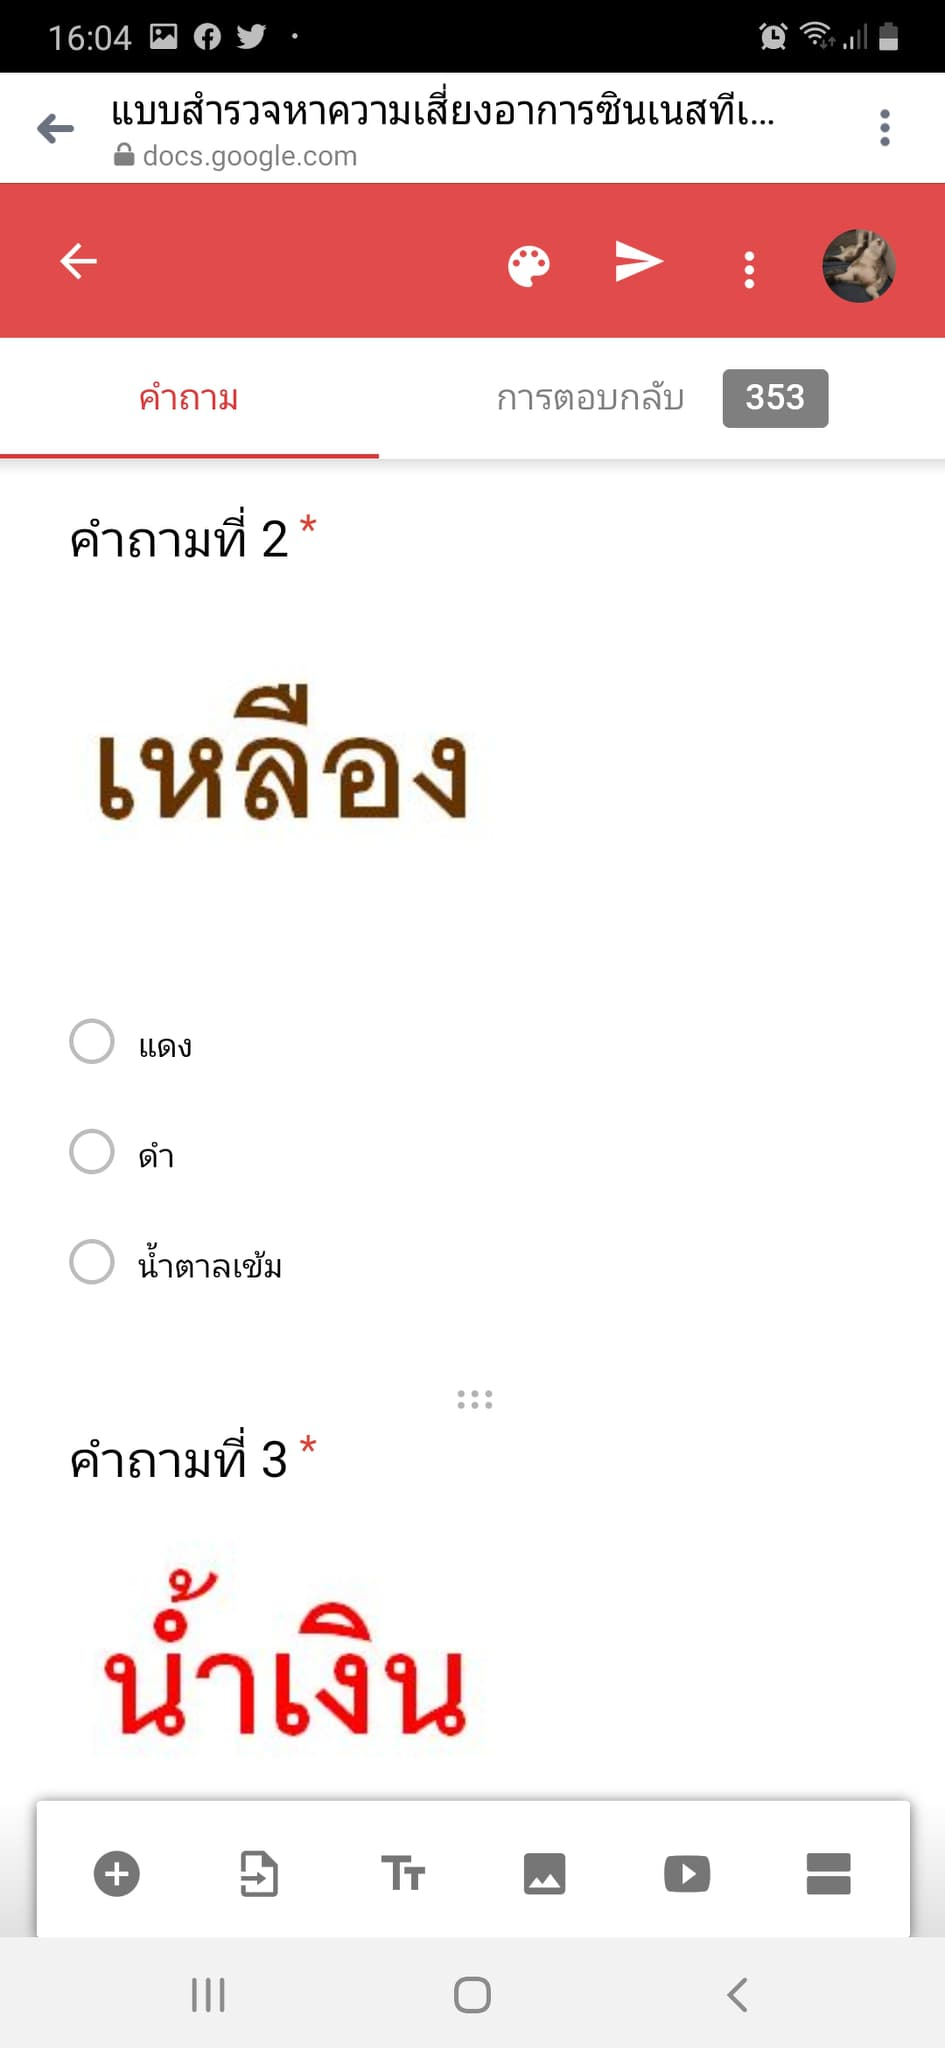 16:04
แบบสำรวจหาความเสี่ยงอาการซินเนสทีเ...
docs.google.com
คำถาม
การตอบกลับ 353
คำถามที่ 2 *
เหลือง
แดง
ดำ
น้ำตาลเข้ม
คำถามที่ 3 *
น้ำเงิน